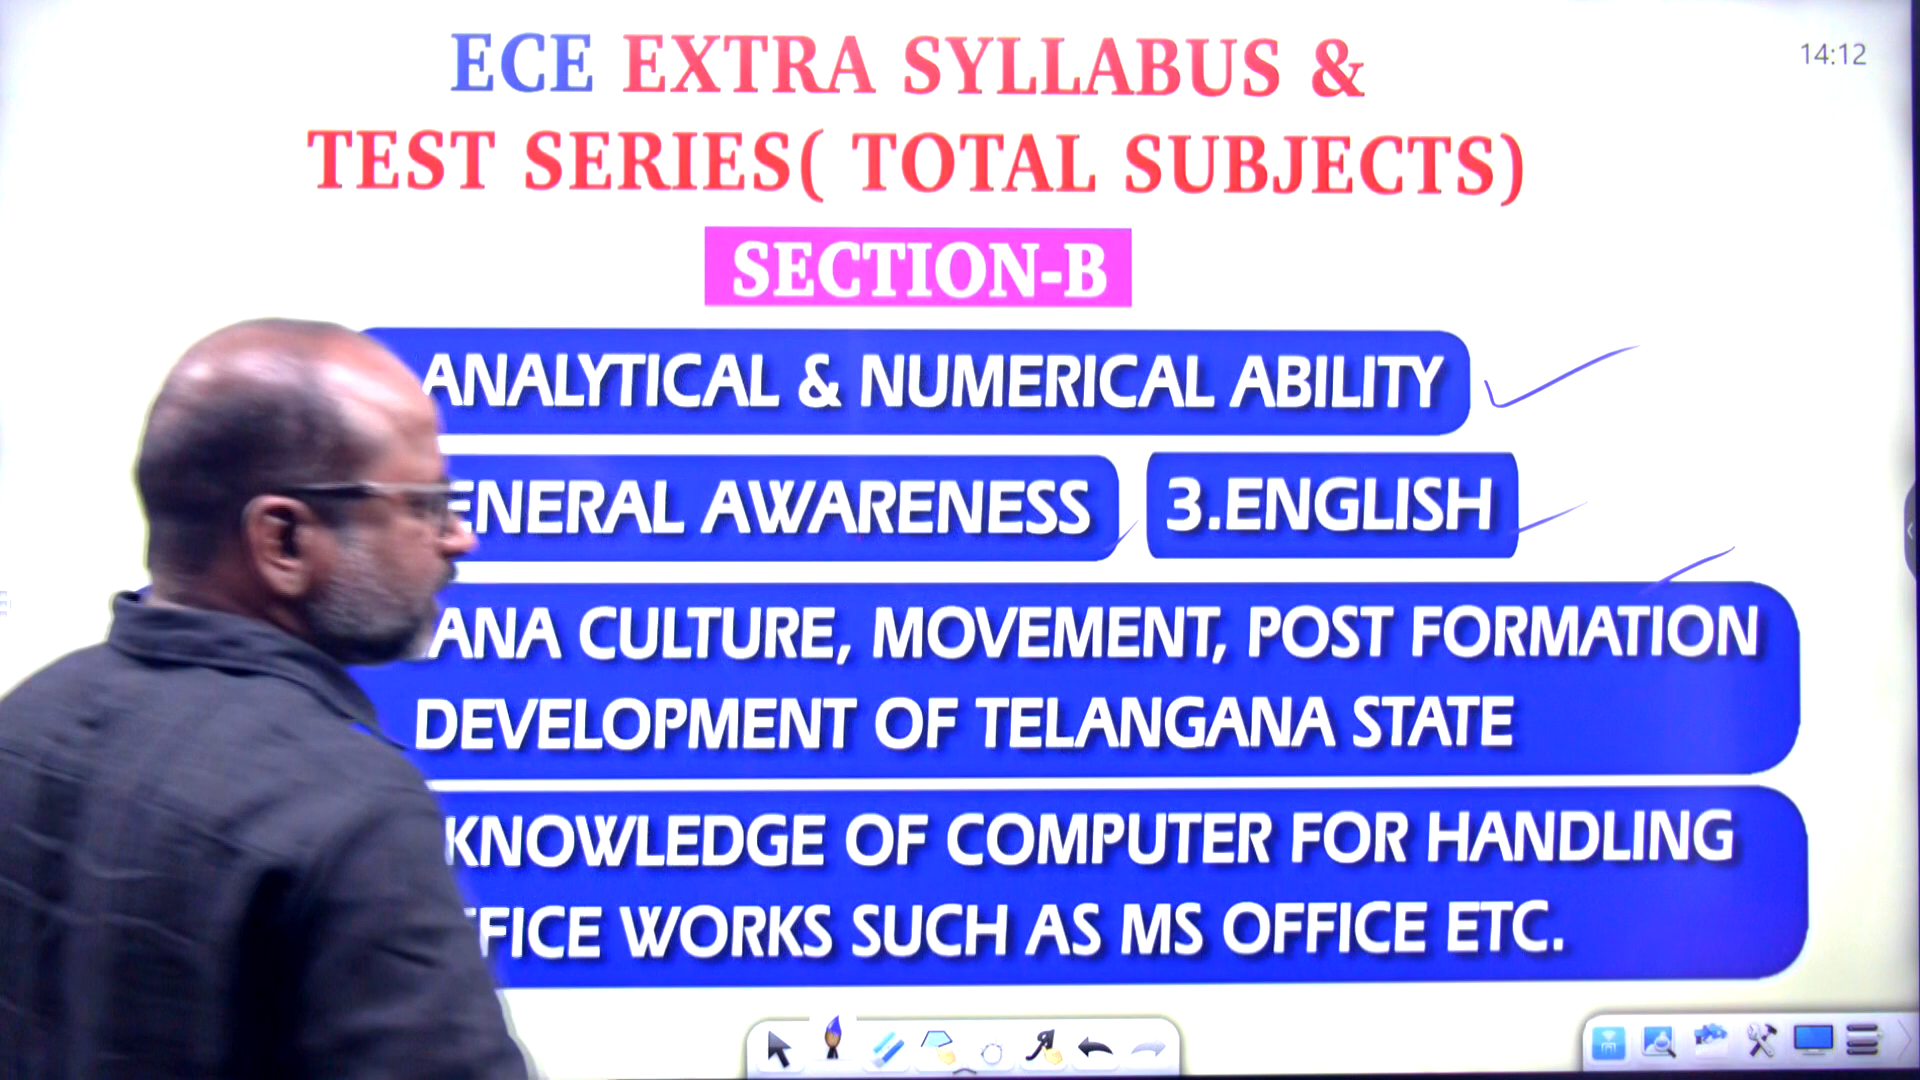 ECE EXTRA SYLLABUS &
14:12
TEST SERIES( TOTAL SUBJECTS)
SECTION-B
ANALYTICAL & NUMERICAL ABILITY
ENERAL AWARENESS
3.ENGLISH
ANA CULTURE, MOVEMENT, POST FORMATION
DEVELOPMENT OF TELANGANA STATE
KNOWLEDGE OF COMPUTER FOR HANDLING
FICE WORKS SUCH AS MS OFFICE ETC.